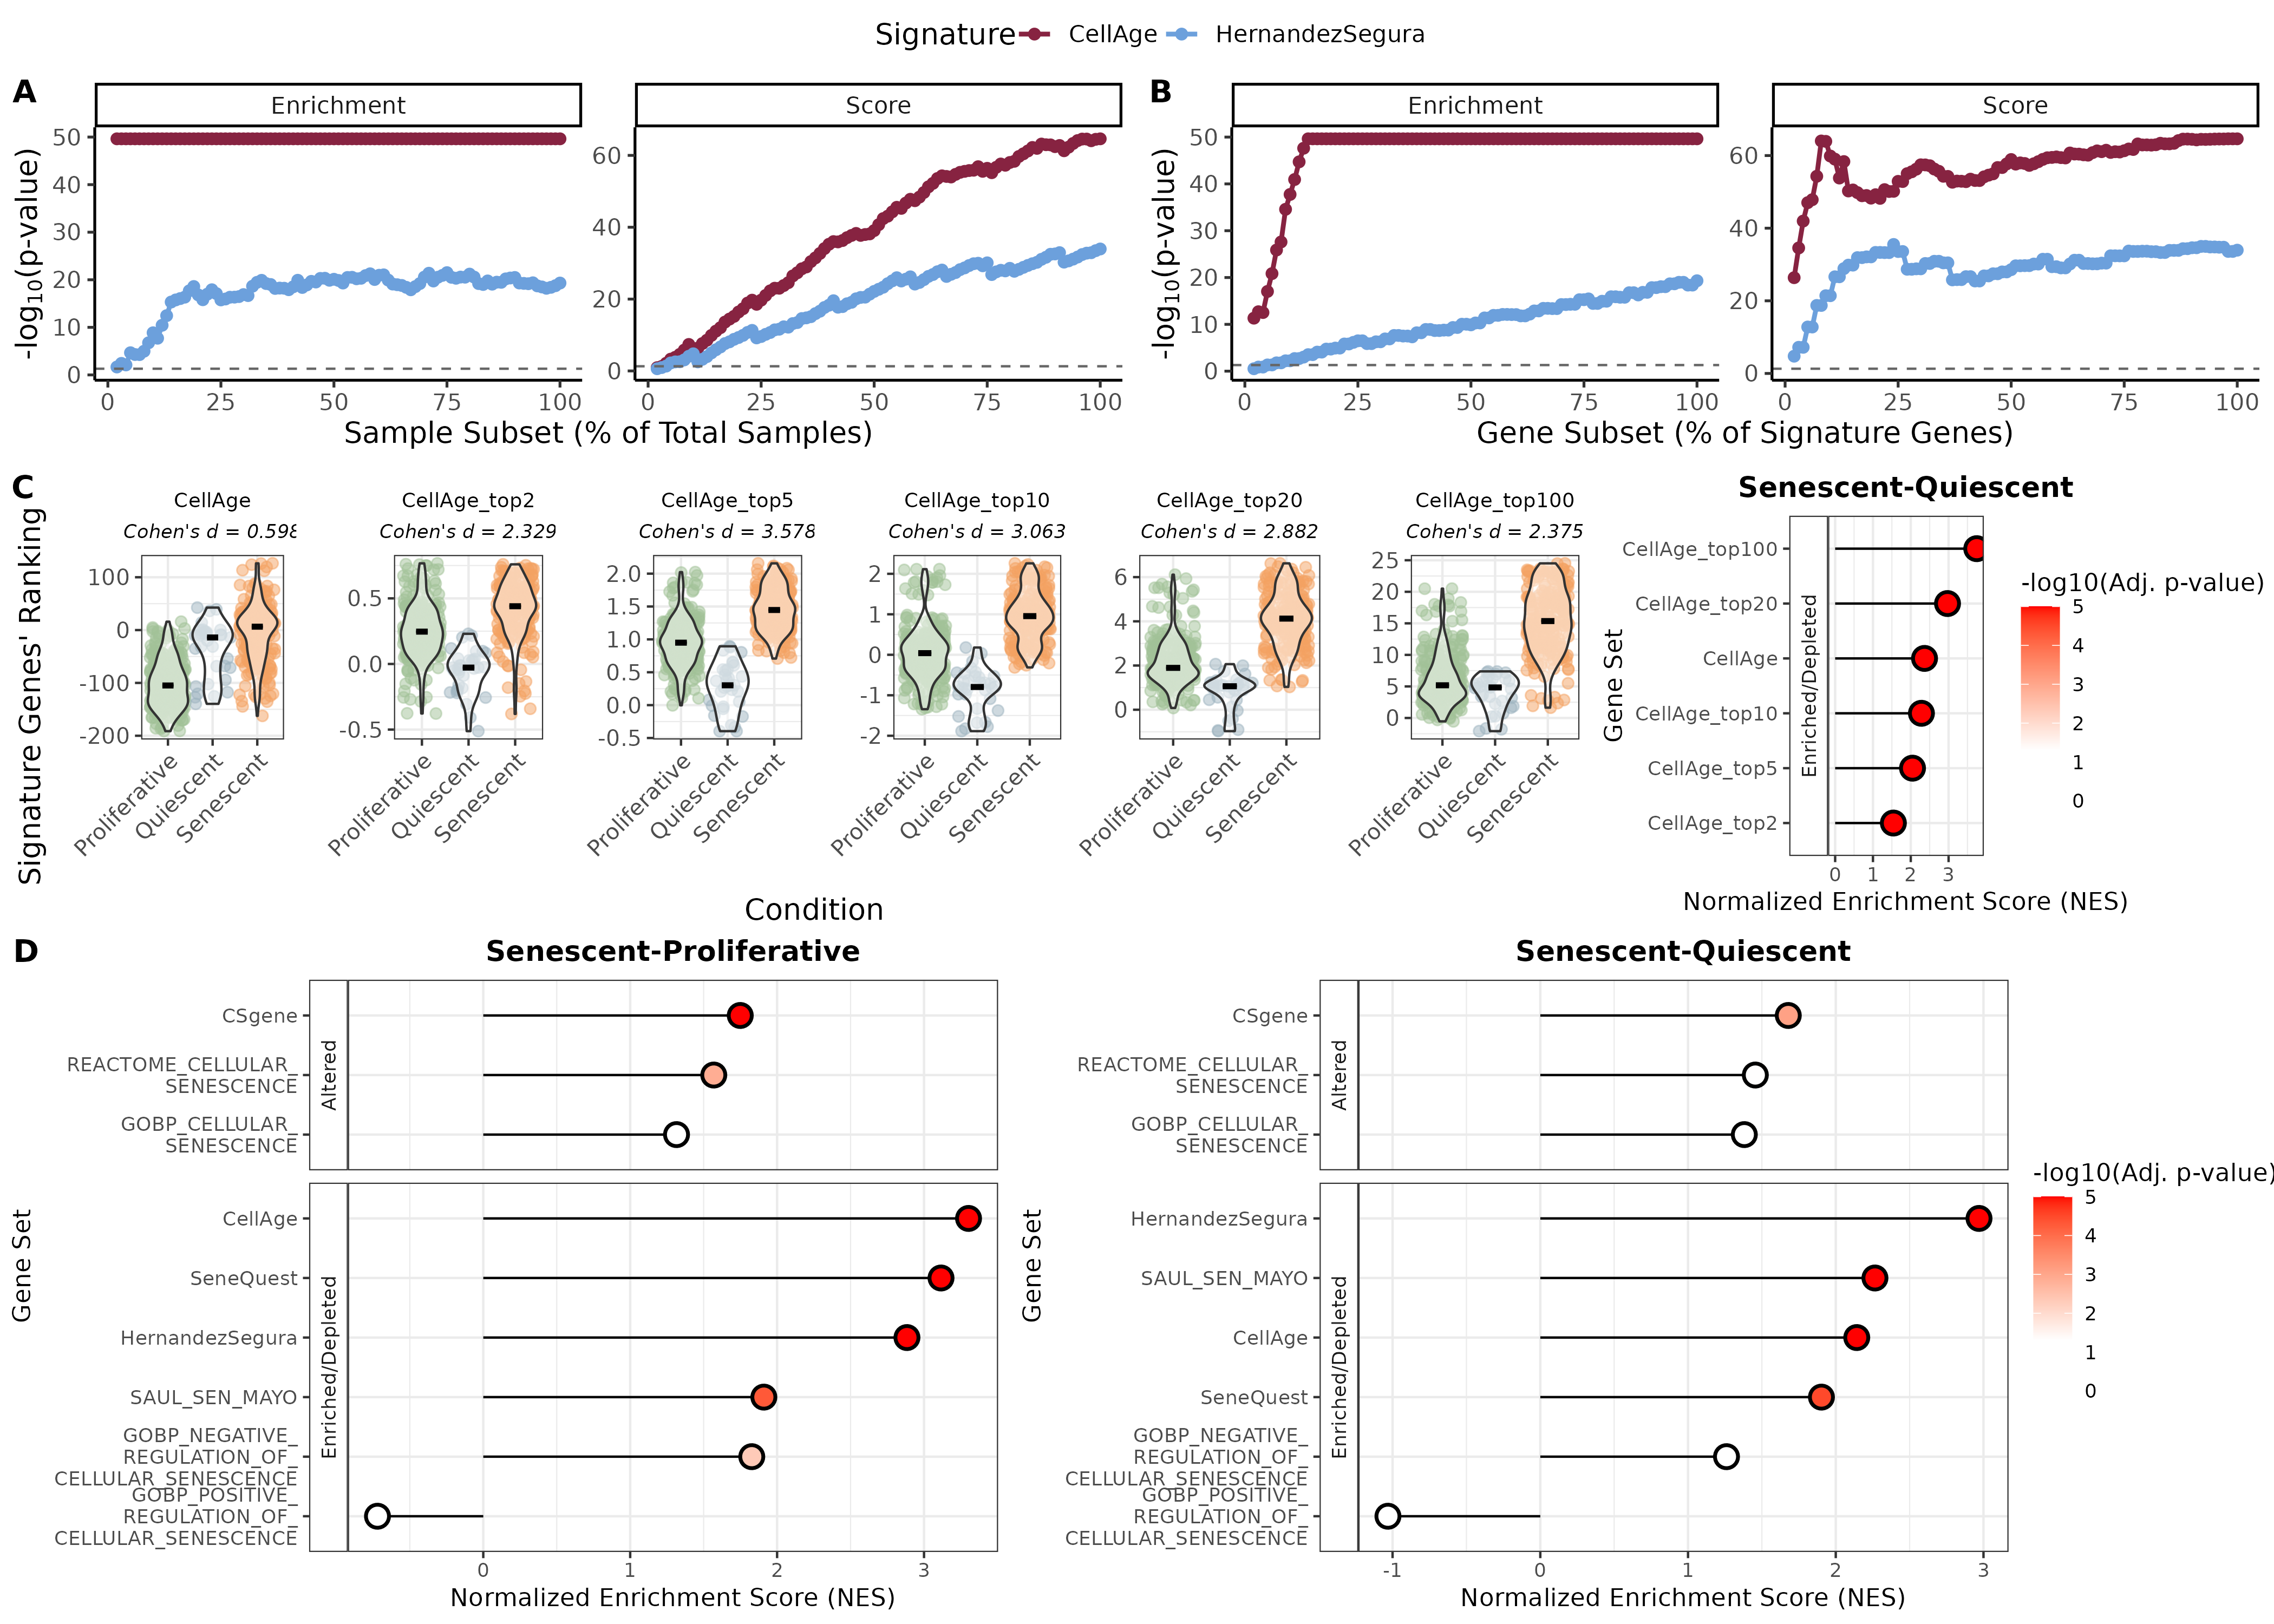 Signature CellAge HernandezSegura
A
Enrichment
Score
-log10(p-value)
50
40
30
20
10
0
60
40
20
0
0 25 50 75 100
0 25 50 75 100
Sample Subset (% of Total Samples)
B
Enrichment
Score
-log10(p-value)
50
40
30
20
10
0
60
40
20
0
0 25 50 75 100
0 25 50 75 100
Gene Subset (% of Signature Genes)
C
Signature Genes' Ranking
CellAge
Cohen's d = 0.598
100
0
-100
-200
Proliferative
Quiescent
Senescent
CellAge_top2
Cohen's d = 2.329
0.5
0.0
-0.5
Proliferative
Quiescent
Senescent
CellAge_top5
Cohen's d = 3.578
2.0
1.5
1.0
0.5
0.0
-0.5
Proliferative
Quiescent
Senescent
CellAge_top10
Cohen's d = 3.063
2
1
0
-1
-2
Proliferative
Quiescent
Senescent
CellAge_top20
Cohen's d = 2.882
6
4
2
0
Proliferative
Quiescent
Senescent
CellAge_top100
Cohen's d = 2.375
25
20
15
10
5
0
Proliferative
Quiescent
Senescent
Condition
Senescent-Quiescent
Gene Set
CellAge_top100
CellAge_top20
CellAge
CellAge_top10
CellAge_top5
CellAge_top2
Enriched/Depleted
0 1 2 3
Normalized Enrichment Score (NES)
-log10(Adj. p-value)
5
4
3
2
1
0
D
Senescent-Proliferative
Gene Set
CSgene
REACTOME_CELLULAR_
SENESCENCE
GOBP_CELLULAR_
SENESCENCE
Altered
CellAge
SeneQuest
HernandezSegura
SAUL_SEN_MAYO
GOBP_NEGATIVE_
REGULATION_OF_
CELLULAR_SENESCENCE
GOBP_POSITIVE_
REGULATION_OF_
CELLULAR_SENESCENCE
Enriched/Depleted
0 1 2 3
Normalized Enrichment Score (NES)
Senescent-Quiescent
Gene Set
CSgene
REACTOME_CELLULAR_
SENESCENCE
GOBP_CELLULAR_
SENESCENCE
Altered
HernandezSegura
SAUL_SEN_MAYO
CellAge
SeneQuest
GOBP_NEGATIVE_
REGULATION_OF_
CELLULAR_SENESCENCE
GOBP_POSITIVE_
REGULATION_OF_
CELLULAR_SENESCENCE
Enriched/Depleted
-1 0 1 2 3
Normalized Enrichment Score (NES)
-log10(Adj. p-value)
5
4
3
2
1
0